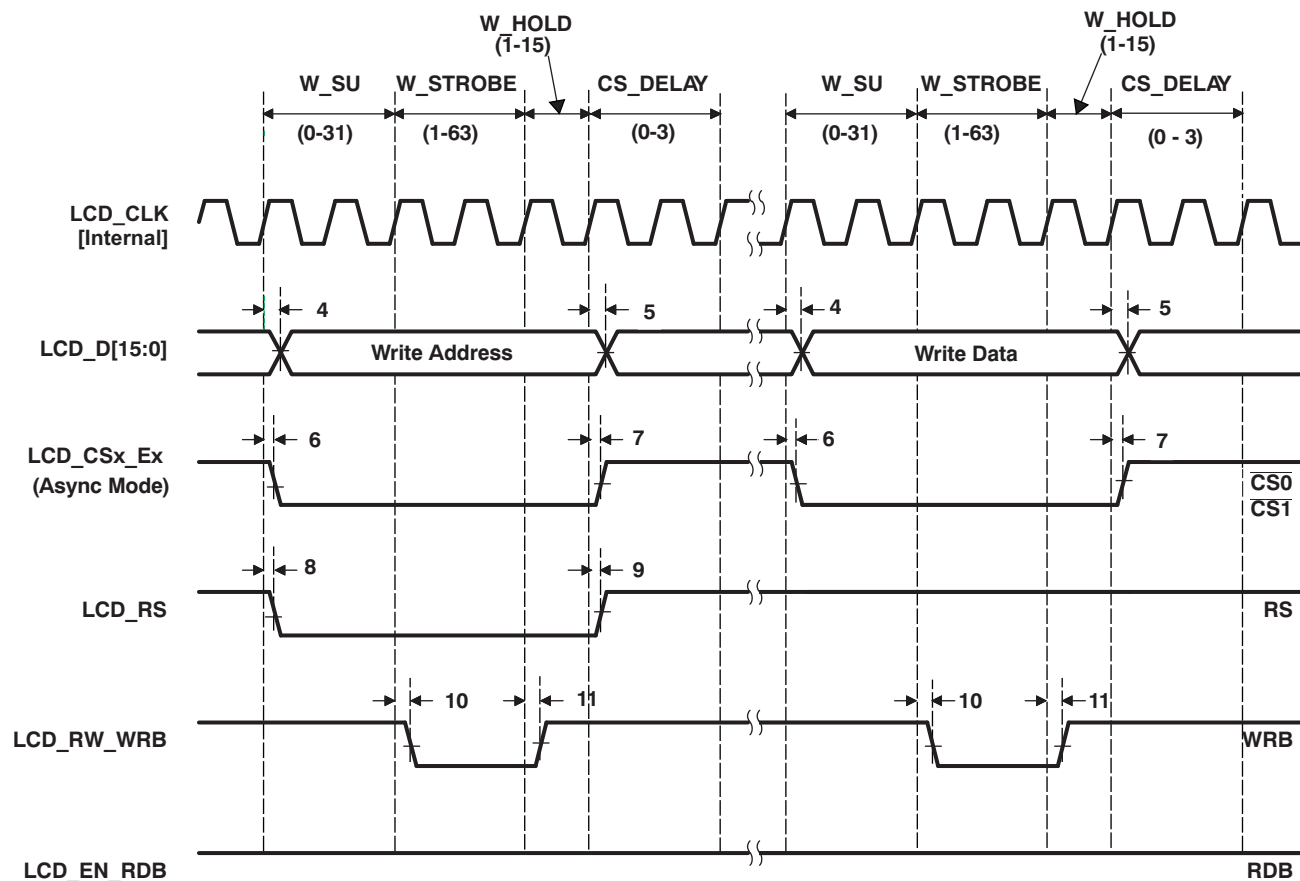 W_HOLD
(1-15)
W_HOLD
(1-15)
W_SU
W_STROBE
CS_DELAY
W_SU
W_STROBE
CS_DELAY
(0-31)
(1-63)
(0-3)
(0-31)
(1-63)
(0 - 3)
LCD_CLK
[Internal]
4
5
4
5
LCD_D[15:0]
Write Address
Write Data
6
7
6
7
LCD_CSx_Ex
(Async Mode)
CS0
CS1
8
9
LCD_RS
RS
10
11
10
11
LCD_RW_WRB
WRB
LCD_EN_RDB
RDB